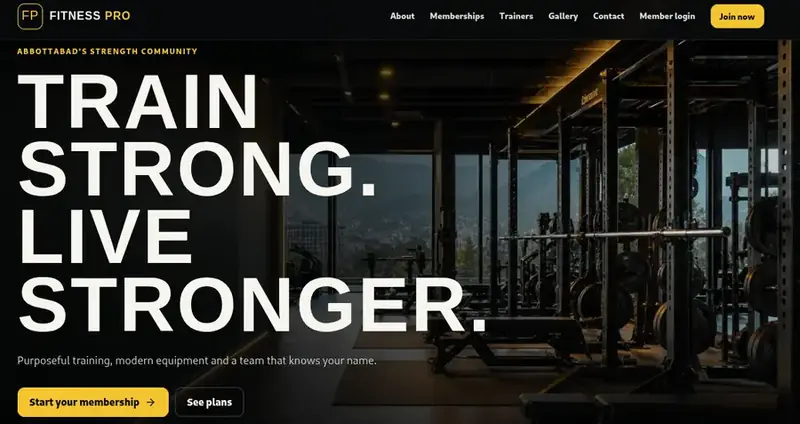 FP FITNESS PRO
About Memberships Trainers Gallery Contact Member login Join now
ABBOTTABAD'S STRENGTH COMMUNITY
TRAIN
STRONG.
LIVE
STRONGER.
Purposeful training, modern equipment and a team that knows your name.
Start your membership → See plans